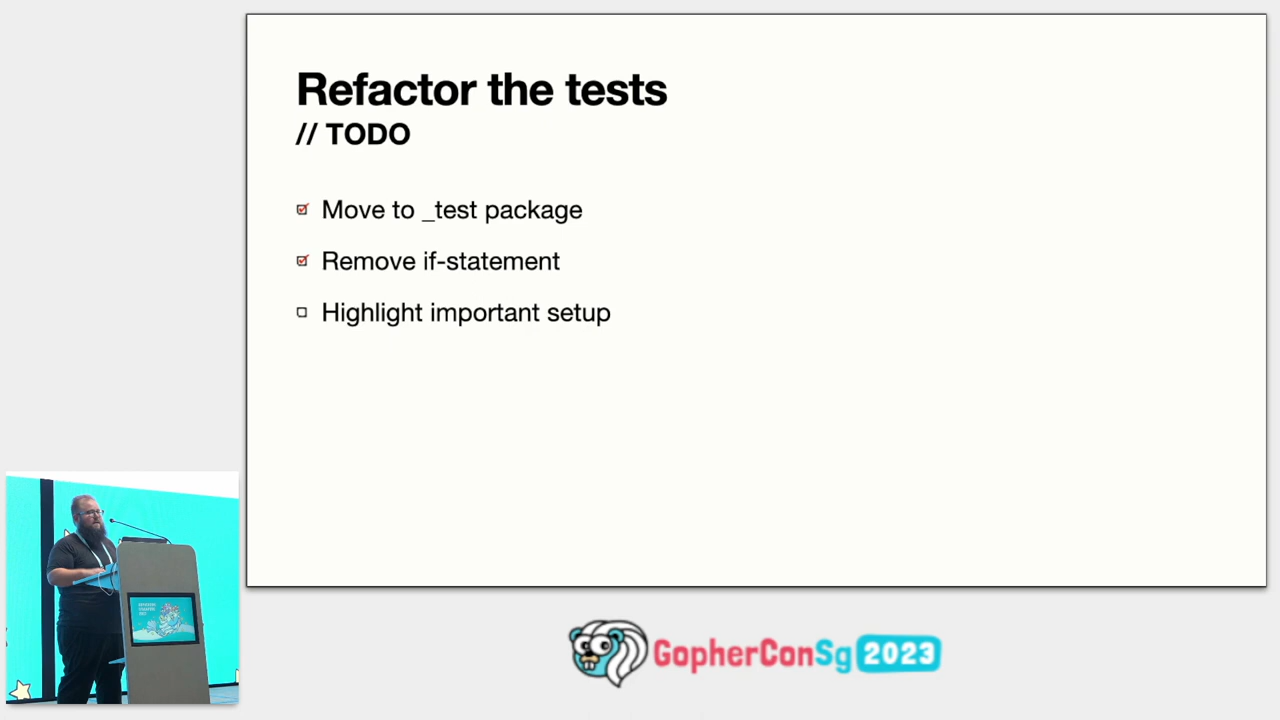 Refactor the tests
// TODO
Move to _test package
Remove if-statement
Highlight important setup
GopherConSg 2023